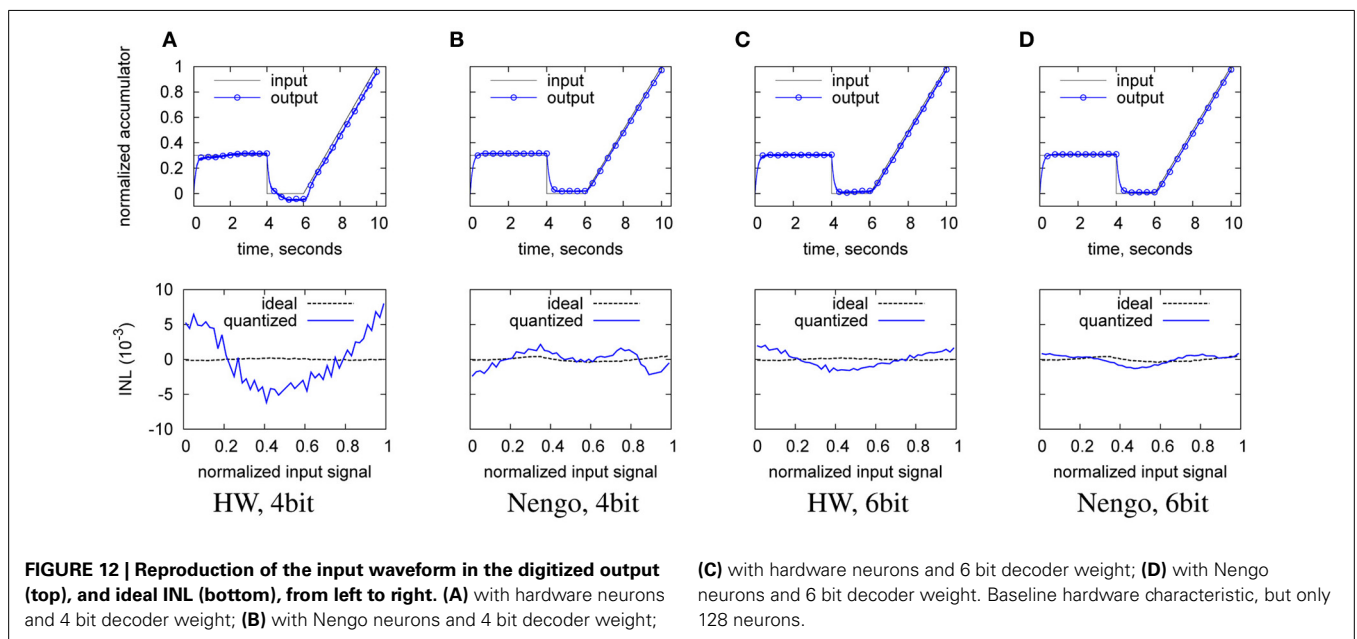 A
B
C
D
normalized accumulator
1
0.8
0.6
0.4
0.2
0
input
output
0 2 4 6 8 10
time, seconds
input
output
0 2 4 6 8 10
time, seconds
input
output
0 2 4 6 8 10
time, seconds
input
output
0 2 4 6 8 10
time, seconds
INL (10⁻³)
10
5
0
-5
-10
ideal
quantized
0 0.2 0.4 0.6 0.8 1
normalized input signal
HW, 4bit
ideal
quantized
0 0.2 0.4 0.6 0.8 1
normalized input signal
Nengo, 4bit
ideal
quantized
0 0.2 0.4 0.6 0.8 1
normalized input signal
HW, 6bit
ideal
quantized
0 0.2 0.4 0.6 0.8 1
normalized input signal
Nengo, 6bit
FIGURE 12 | Reproduction of the input waveform in the digitized output
(top), and ideal INL (bottom), from left to right. (A) with hardware neurons
and 4 bit decoder weight; (B) with Nengo neurons and 4 bit decoder weight;
(C) with hardware neurons and 6 bit decoder weight; (D) with Nengo
neurons and 6 bit decoder weight. Baseline hardware characteristic, but only
128 neurons.